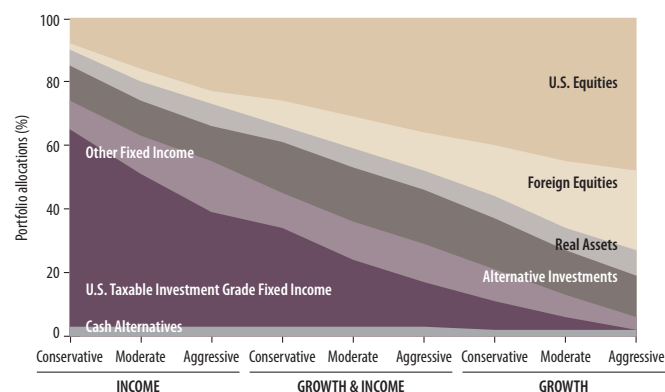 100
80
60
40
20
0
Portfolio allocations (%)
U.S. Equities
Other Fixed Income
Foreign Equities
Real Assets
Alternative Investments
U.S. Taxable Investment Grade Fixed Income
Cash Alternatives
Conservative Moderate Aggressive Conservative Moderate Aggressive Conservative Moderate Aggressive
INCOME GROWTH & INCOME GROWTH